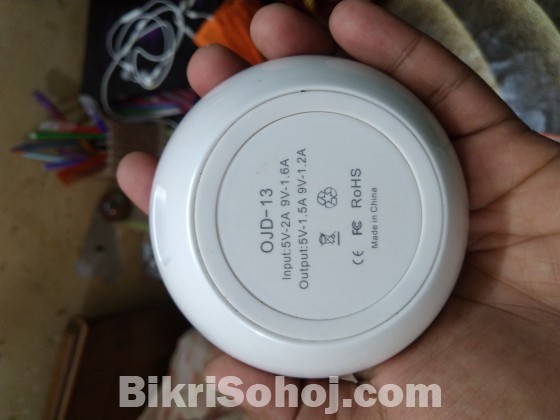 OJD-13
Input:5V-2A 9V-1.6A
Output:5V-1.5A 9V-1.2A
CE FC RoHS
Made in China
BikriSohoj.com